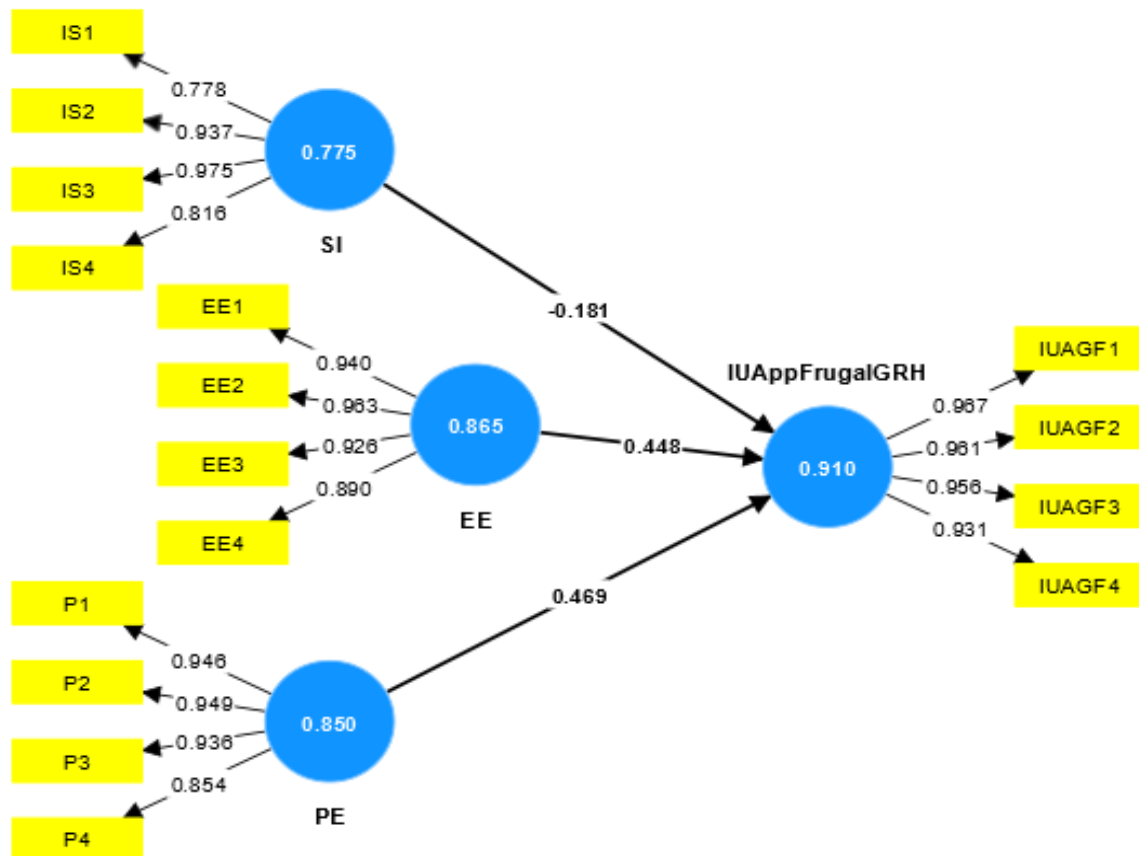 IS1
0.778
IS2
0.937
IS3
0.975
IS4
0.816
0.775
SI
-0.181
EE1
0.940
EE2
0.963
EE3
0.926
EE4
0.890
0.865
EE
0.448
P1
0.946
P2
0.949
P3
0.936
P4
0.854
0.850
PE
0.469
IUAppFrugalGRH
0.910
IUAGF1
0.967
IUAGF2
0.961
IUAGF3
0.956
IUAGF4
0.931